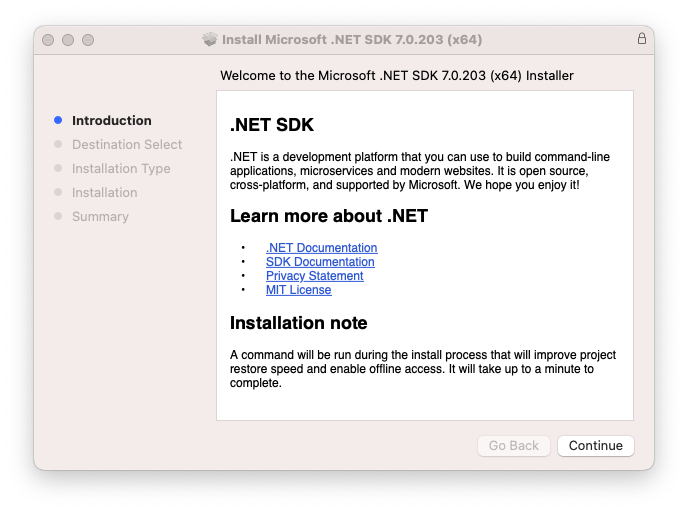 Install Microsoft .NET SDK 7.0.203 (x64)
Welcome to the Microsoft .NET SDK 7.0.203 (x64) Installer
Introduction
Destination Select
Installation Type
Installation
Summary
.NET SDK
.NET is a development platform that you can use to build command-line
applications, microservices and modern websites. It is open source,
cross-platform, and supported by Microsoft. We hope you enjoy it!
Learn more about .NET
• .NET Documentation
• SDK Documentation
• Privacy Statement
• MIT License
Installation note
A command will be run during the install process that will improve project
restore speed and enable offline access. It will take up to a minute to
complete.
Go Back
Continue